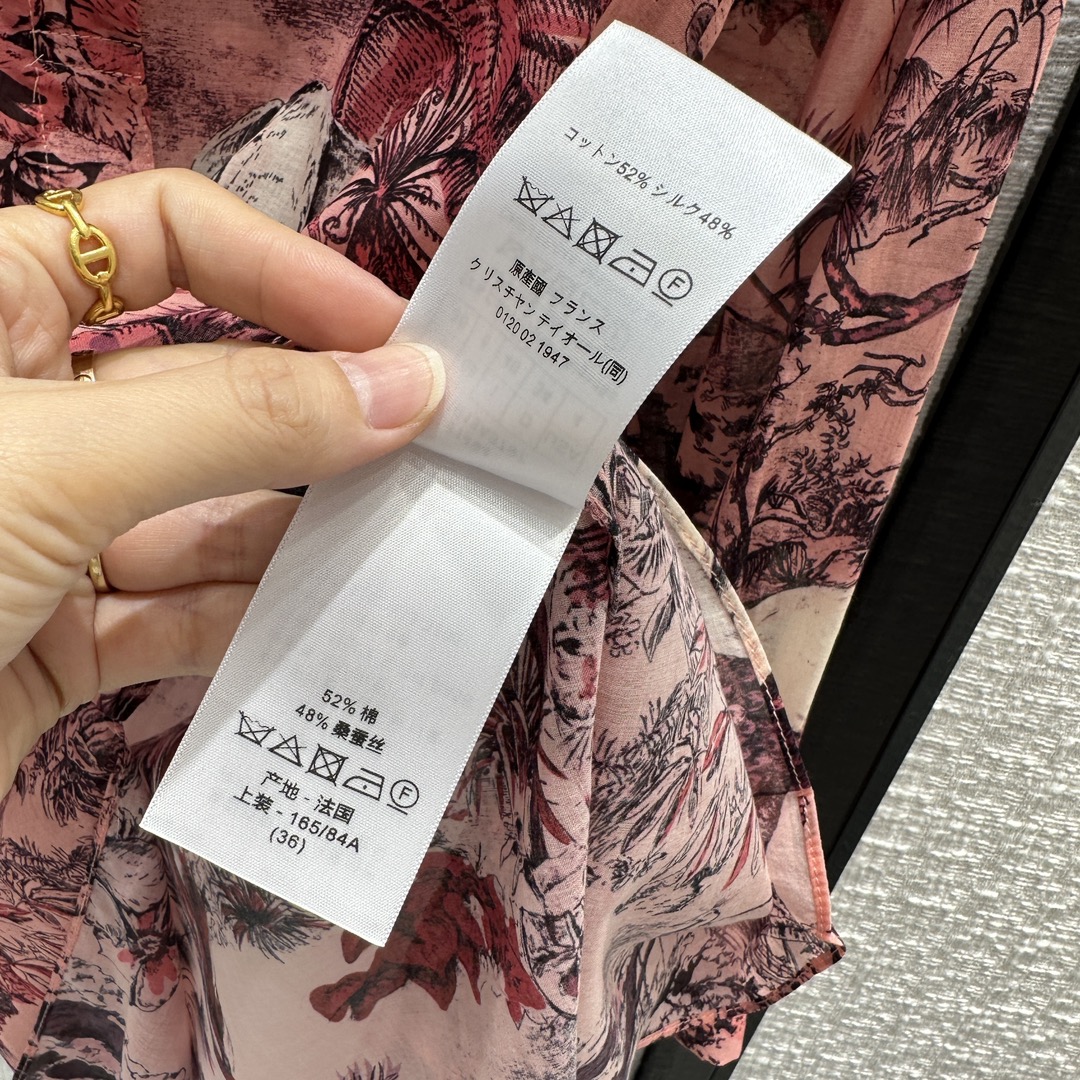 コットン52% シルク48%
F
原産國 フランス
クリスチャン ディオール(同)
0120 02 1947
52% 棉
48% 桑蚕丝
F
产地 - 法国
上装 - 165/84A
(36)